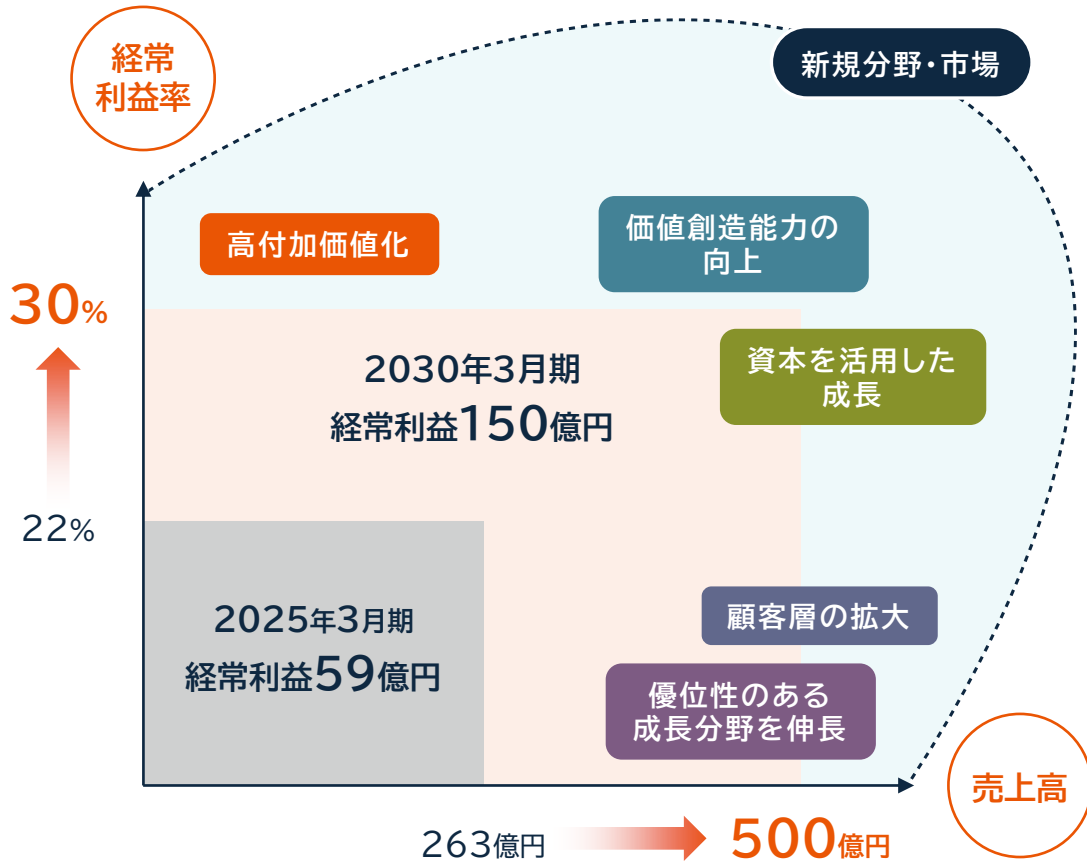 経常
利益率
新規分野・市場
高付加価値化
価値創造能力の
向上
30%
2030年3月期
経常利益150億円
資本を活用した
成長
22%
2025年3月期
経常利益59億円
顧客層の拡大
優位性のある
成長分野を伸長
売上高
263億円
500億円